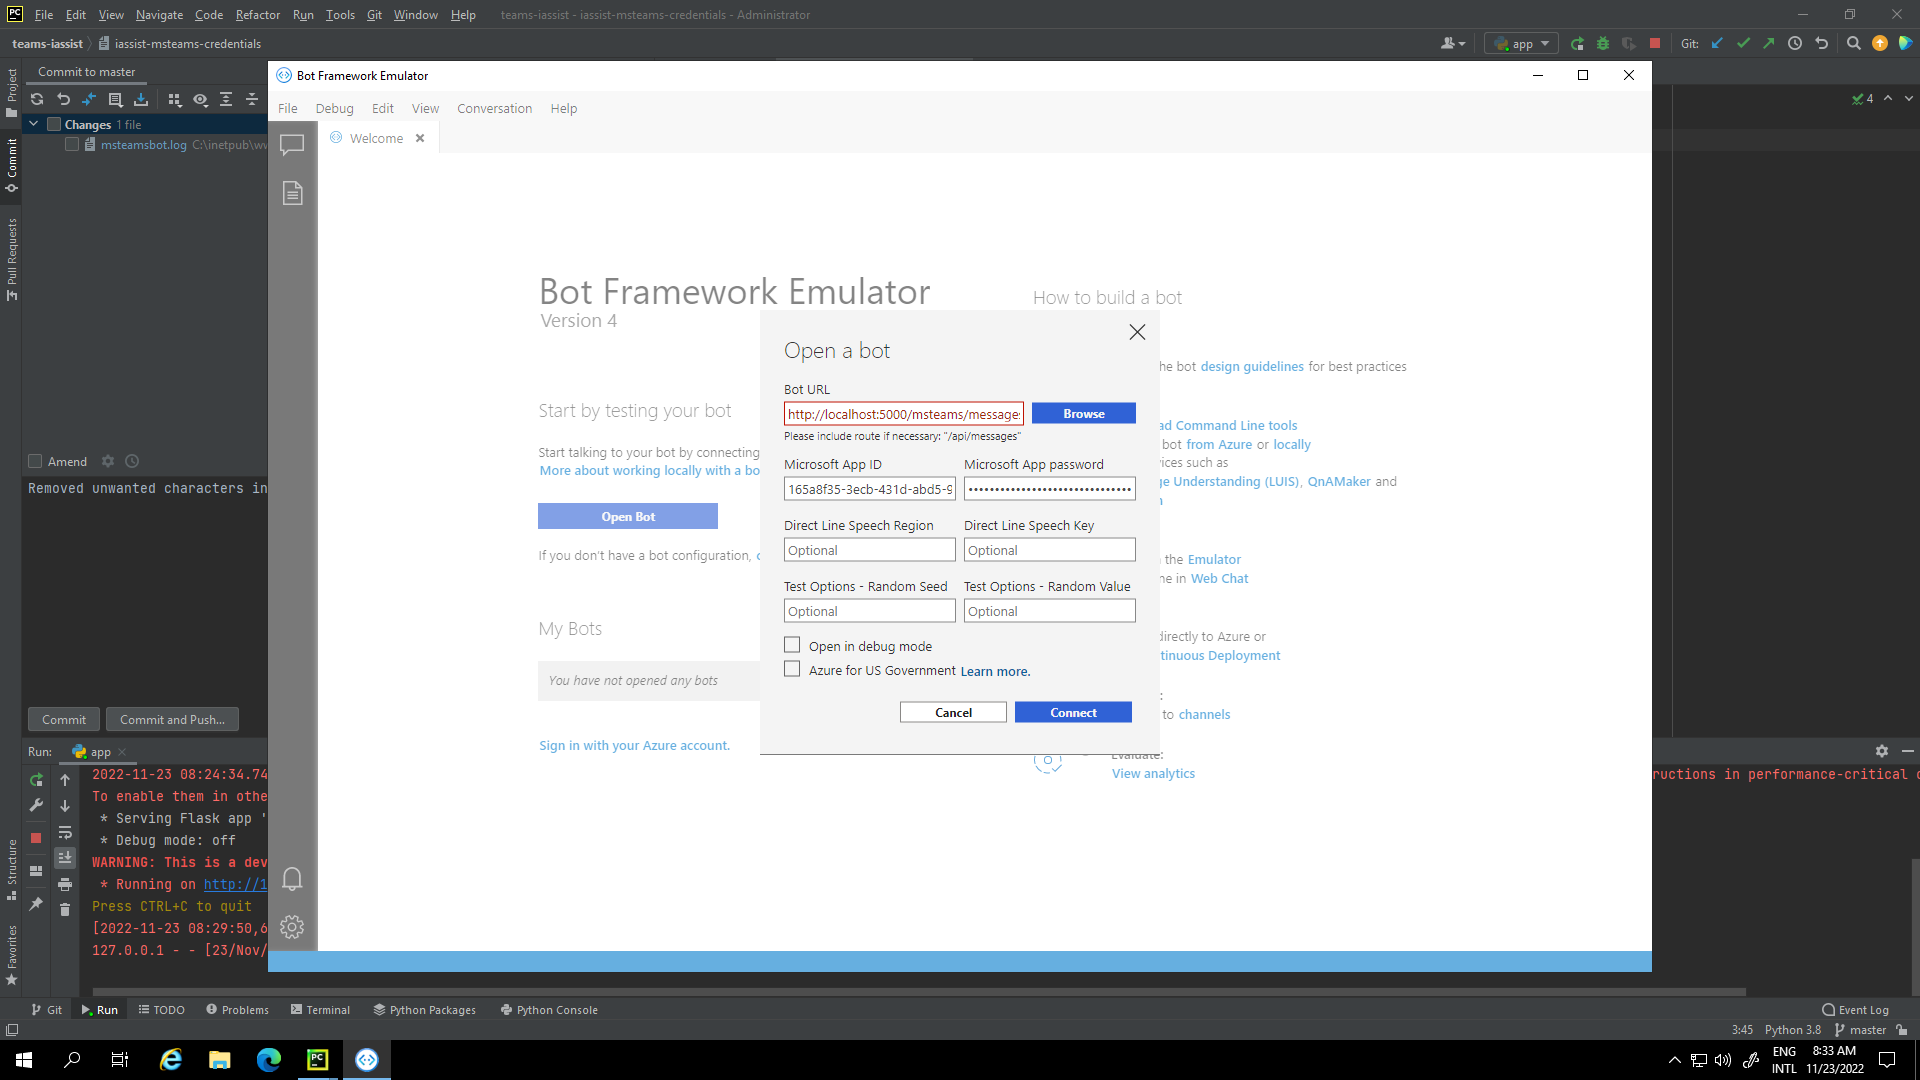 File Edit View Navigate Code Refactor Run Tools Git Window Help teams-iassist - iassist-msteams-credentials - Administrator
teams-iassist iassist-msteams-credentials
app
Git:
Project
Commit
Pull Requests
Structure
Favorites
Commit to master
Changes 1 file
msteamsbot.log C:\inetpub\w
4
Amend
Removed unwanted characters in
Commit
Commit and Push...
Bot Framework Emulator
File Debug Edit View Conversation Help
Welcome
Bot Framework Emulator
Version 4
Start by testing your bot
Start talking to your bot by connecting
More about working locally with a bo
Open Bot
If you don't have a bot configuration,
My Bots
You have not opened any bots
Sign in with your Azure account.
How to build a bot
he bot design guidelines for best practices
ad Command Line tools
bot from Azure or locally
vices such as
ge Understanding (LUIS), QnAMaker and
the Emulator
ne in Web Chat
directly to Azure or
tinuous Deployment
:
to channels
Evaluate:
View analytics
Open a bot
Bot URL
http://localhost:5000/msteams/message
Browse
Please include route if necessary: "/api/messages"
Microsoft App ID
Microsoft App password
165a8f35-3ecb-431d-abd5-9
••••••••••••••••••••••••••••••
Direct Line Speech Region
Direct Line Speech Key
Optional
Optional
Test Options - Random Seed
Test Options - Random Value
Optional
Optional
Open in debug mode
Azure for US Government Learn more.
Cancel
Connect
Run: app
2022-11-23 08:24:34.74
ructions in performance-critical
To enable them in othe
* Serving Flask app '
* Debug mode: off
WARNING: This is a dev
* Running on http://1
Press CTRL+C to quit
[2022-11-23 08:29:50,6
127.0.0.1 - - [23/Nov/
Git Run TODO Problems Terminal Python Packages Python Console
Event Log
3:45 Python 3.8 master
ENG
INTL
8:33 AM
11/23/2022